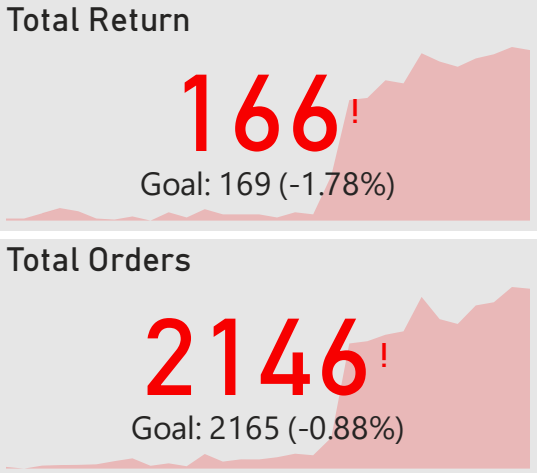 Total Return
166!
Goal: 169 (-1.78%)
Total Orders
2146!
Goal: 2165 (-0.88%)